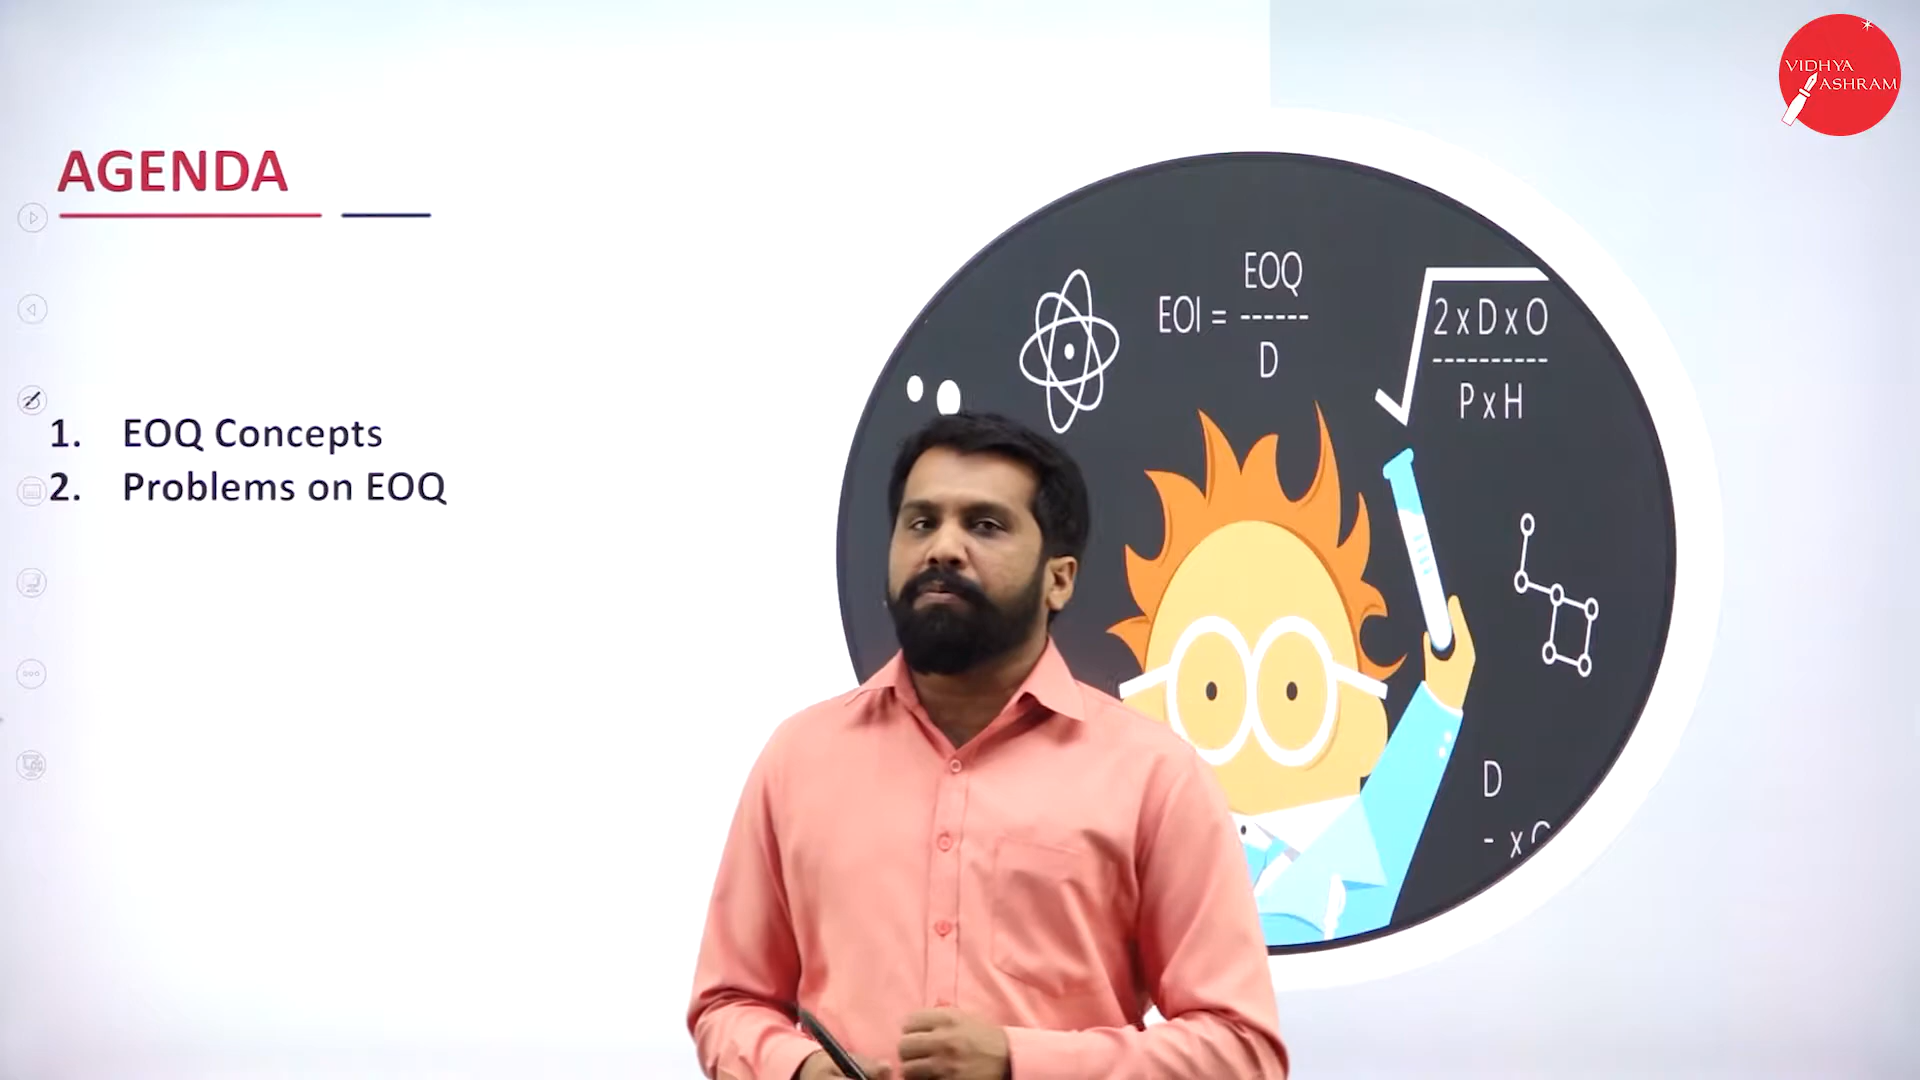 VIDHYA
ASHRAM
AGENDA
1. EOQ Concepts
2. Problems on EOQ
EOI = EOQ
------
D
2 x D x O
----------
P x H
D
- x